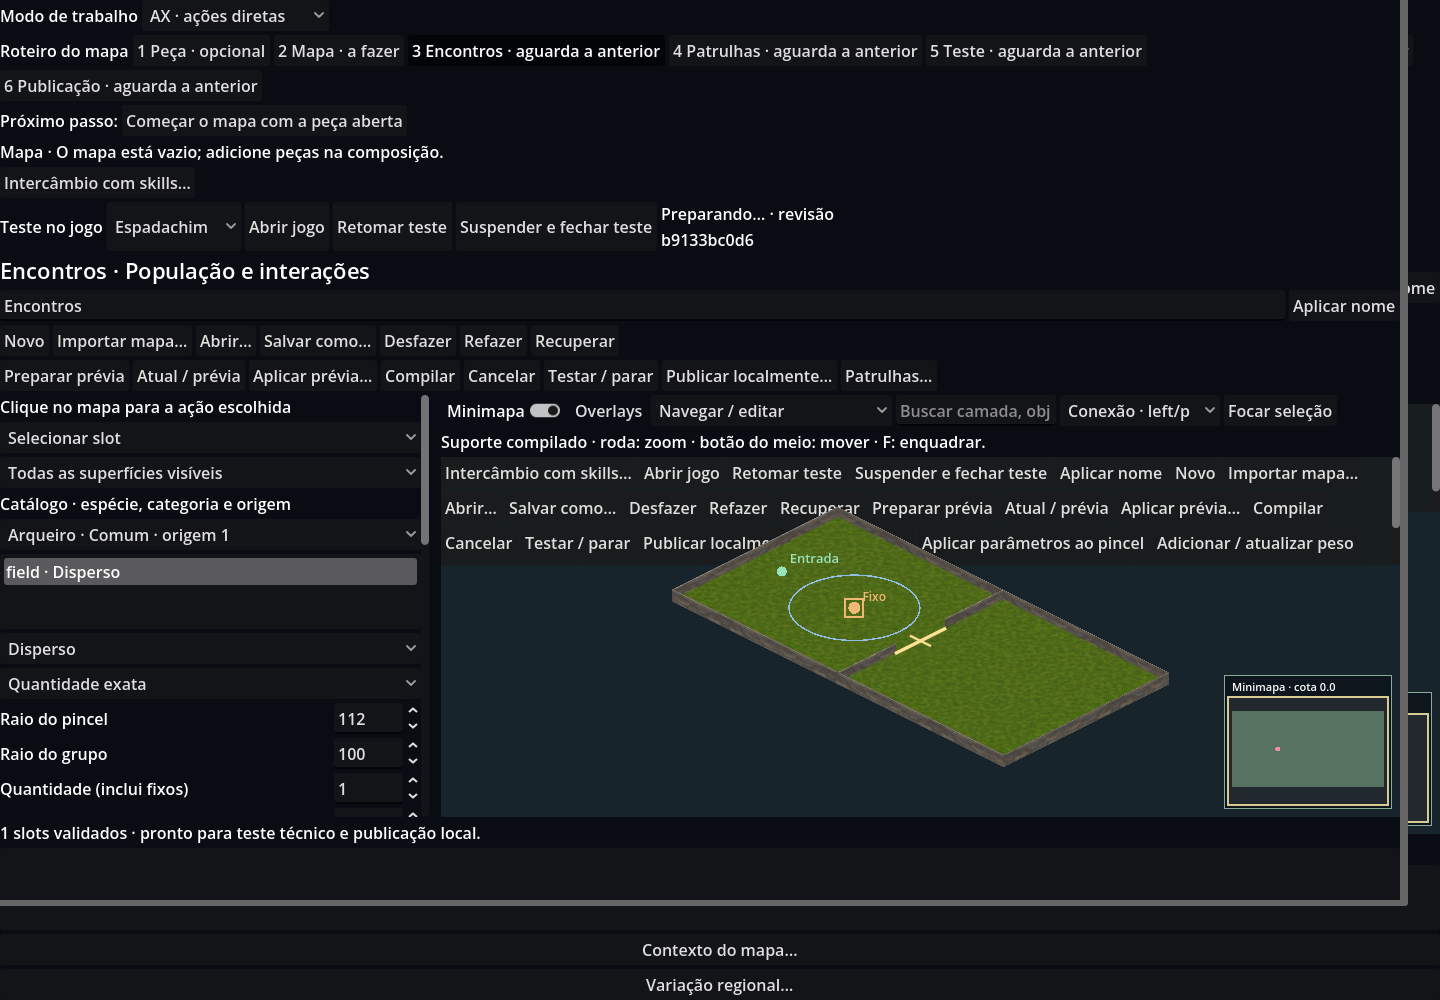 Modo de trabalho AX · ações diretas
Roteiro do mapa 1 Peça · opcional 2 Mapa · a fazer 3 Encontros · aguarda a anterior 4 Patrulhas · aguarda a anterior 5 Teste · aguarda a anterior
6 Publicação · aguarda a anterior
Próximo passo: Começar o mapa com a peça aberta
Mapa · O mapa está vazio; adicione peças na composição.
Intercâmbio com skills...
Teste no jogo Espadachim Abrir jogo Retomar teste Suspender e fechar teste Preparando... · revisão
b9133bc0d6
Encontros · População e interações
Encontros Aplicar nome
ome
Novo Importar mapa... Abrir... Salvar como... Desfazer Refazer Recuperar
Preparar prévia Atual / prévia Aplicar prévia... Compilar Cancelar Testar / parar Publicar localmente... Patrulhas...
Clique no mapa para a ação escolhida
Selecionar slot
Todas as superfícies visíveis
Catálogo · espécie, categoria e origem
Arqueiro · Comum · origem 1
field · Disperso
Disperso
Quantidade exata
Raio do pincel 112
Raio do grupo 100
Quantidade (inclui fixos) 1
Minimapa Overlays Navegar / editar Buscar camada, obj Conexão · left/p Focar seleção
Suporte compilado · roda: zoom · botão do meio: mover · F: enquadrar.
Intercâmbio com skills... Abrir jogo Retomar teste Suspender e fechar teste Aplicar nome Novo Importar mapa...
Abrir... Salvar como... Desfazer Refazer Recuperar Preparar prévia Atual / prévia Aplicar prévia... Compilar
Cancelar Testar / parar Publicar localme Aplicar parâmetros ao pincel Adicionar / atualizar peso
Entrada
Fixo
Minimapa · cota 0.0
1 slots validados · pronto para teste técnico e publicação local.
Contexto do mapa...
Variação regional...